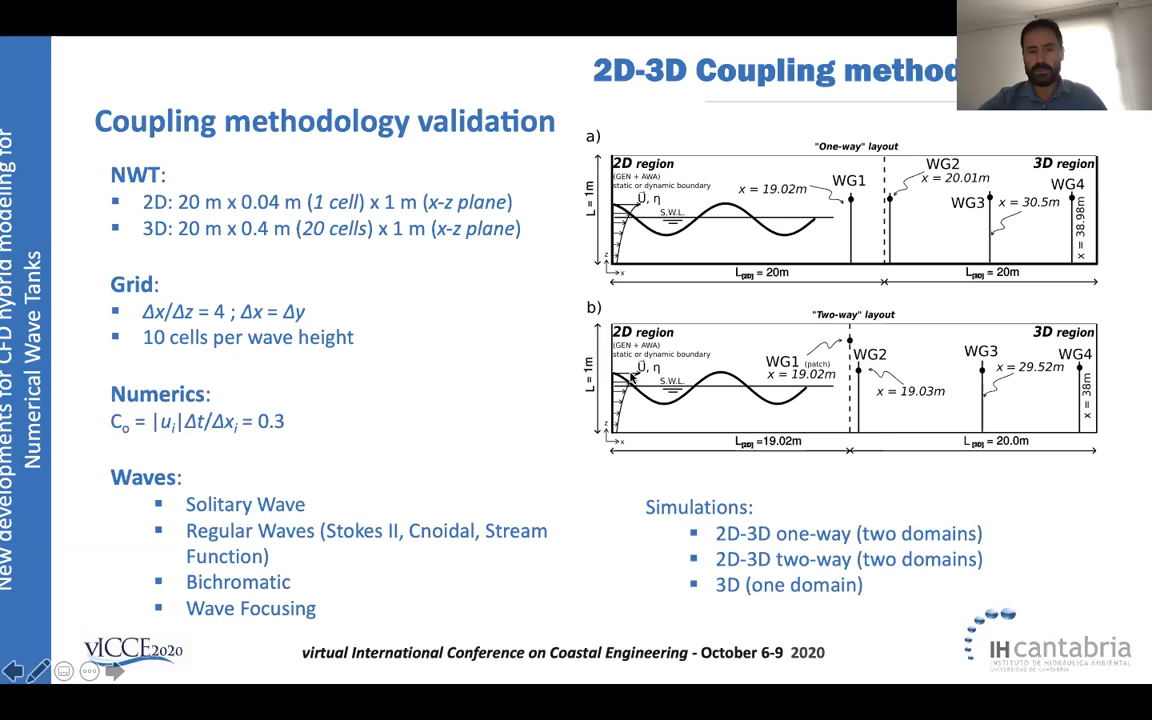 New developments for CFD hybrid modeling for
Numerical Wave Tanks
2D-3D Coupling method
Coupling methodology validation
NWT:
▪ 2D: 20 m x 0.04 m (1 cell) x 1 m (x-z plane)
▪ 3D: 20 m x 0.4 m (20 cells) x 1 m (x-z plane)
Grid:
▪ Δx/Δz = 4 ; Δx = Δy
▪ 10 cells per wave height
Numerics:
Co = |ui|Δt/Δxi = 0.3
Waves:
▪ Solitary Wave
▪ Regular Waves (Stokes II, Cnoidal, Stream
Function)
▪ Bichromatic
▪ Wave Focusing
a)
"One-way" layout
2D region
(GEN + AWA)
static or dynamic boundary
U⃗, η
S.W.L.
L = 1m
z
x
x = 19.02m
WG1
WG2
x = 20.01m
3D region
WG3
x = 30.5m
WG4
x = 38.98m
L[2D] = 20m
L[3D] = 20m
b)
"Two-way" layout
2D region
(GEN + AWA)
static or dynamic boundary
U⃗, η
S.W.L.
L = 1m
z
x
WG1 (patch)
x = 19.02m
WG2
x = 19.03m
3D region
WG3
x = 29.52m
WG4
x = 38m
L[2D] =19.02m
L[3D] = 20.0m
Simulations:
▪ 2D-3D one-way (two domains)
▪ 2D-3D two-way (two domains)
▪ 3D (one domain)
vICCE2020
virtual International Conference on Coastal Engineering - October 6-9 2020
IHcantabria
INSTITUTO DE HIDRÁULICA AMBIENTAL
UNIVERSIDAD DE CANTABRIA